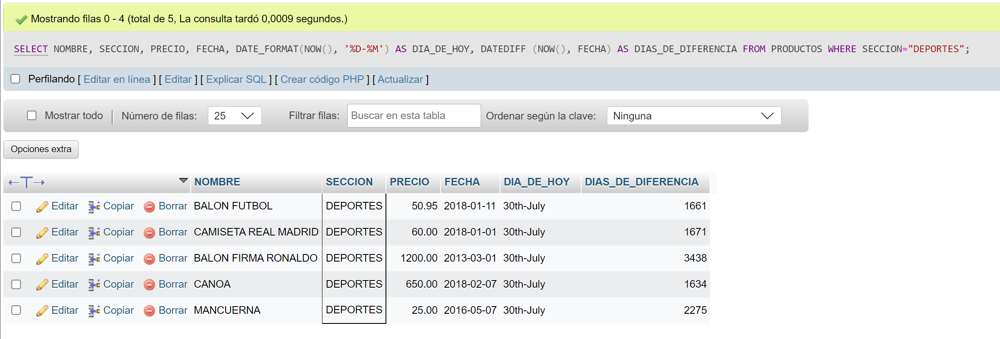 Mostrando filas 0 - 4 (total de 5, La consulta tardó 0,0009 segundos.)
SELECT NOMBRE, SECCION, PRECIO, FECHA, DATE_FORMAT(NOW(), '%D-%M') AS DIA_DE_HOY, DATEDIFF (NOW(), FECHA) AS DIAS_DE_DIFERENCIA FROM PRODUCTOS WHERE SECCION="DEPORTES";
Perfilando [ Editar en línea ] [ Editar ] [ Explicar SQL ] [ Crear código PHP ] [ Actualizar ]
Mostrar todo Número de filas: 25 Filtrar filas: Buscar en esta tabla Ordenar según la clave: Ninguna
Opciones extra
NOMBRE SECCION PRECIO FECHA DIA_DE_HOY DIAS_DE_DIFERENCIA
Editar Copiar Borrar BALON FUTBOL DEPORTES 50.95 2018-01-11 30th-July 1661
Editar Copiar Borrar CAMISETA REAL MADRID DEPORTES 60.00 2018-01-01 30th-July 1671
Editar Copiar Borrar BALON FIRMA RONALDO DEPORTES 1200.00 2013-03-01 30th-July 3438
Editar Copiar Borrar CANOA DEPORTES 650.00 2018-02-07 30th-July 1634
Editar Copiar Borrar MANCUERNA DEPORTES 25.00 2016-05-07 30th-July 2275